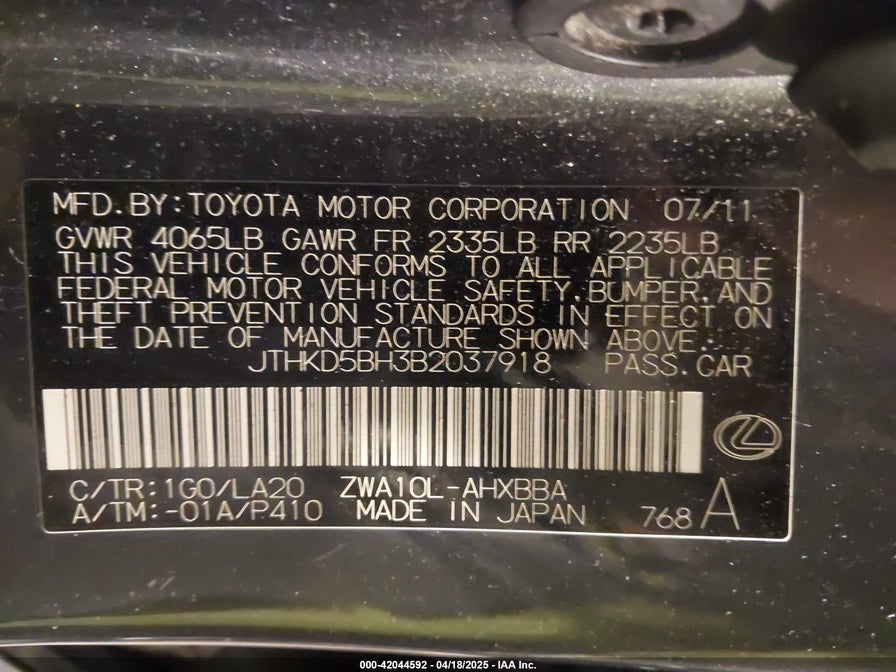 MFD.BY:TOYOTA MOTOR CORPORATION 07/11
GVWR 4065LB GAWR FR 2335LB RR 2235LB
THIS VEHICLE CONFORMS TO ALL APPLICABLE
FEDERAL MOTOR VEHICLE SAFETY,BUMPER,AND
THEFT PREVENTION STANDARDS IN EFFECT ON
THE DATE OF MANUFACTURE SHOWN ABOVE.
JTHKD5BH3B2037918 PASS.CAR
C/TR:1G0/LA20 ZWA10L-AHXBBA
A/TM:-01A/P410 MADE IN JAPAN 768 A
000-42044592 - 04/18/2025 - IAA Inc.